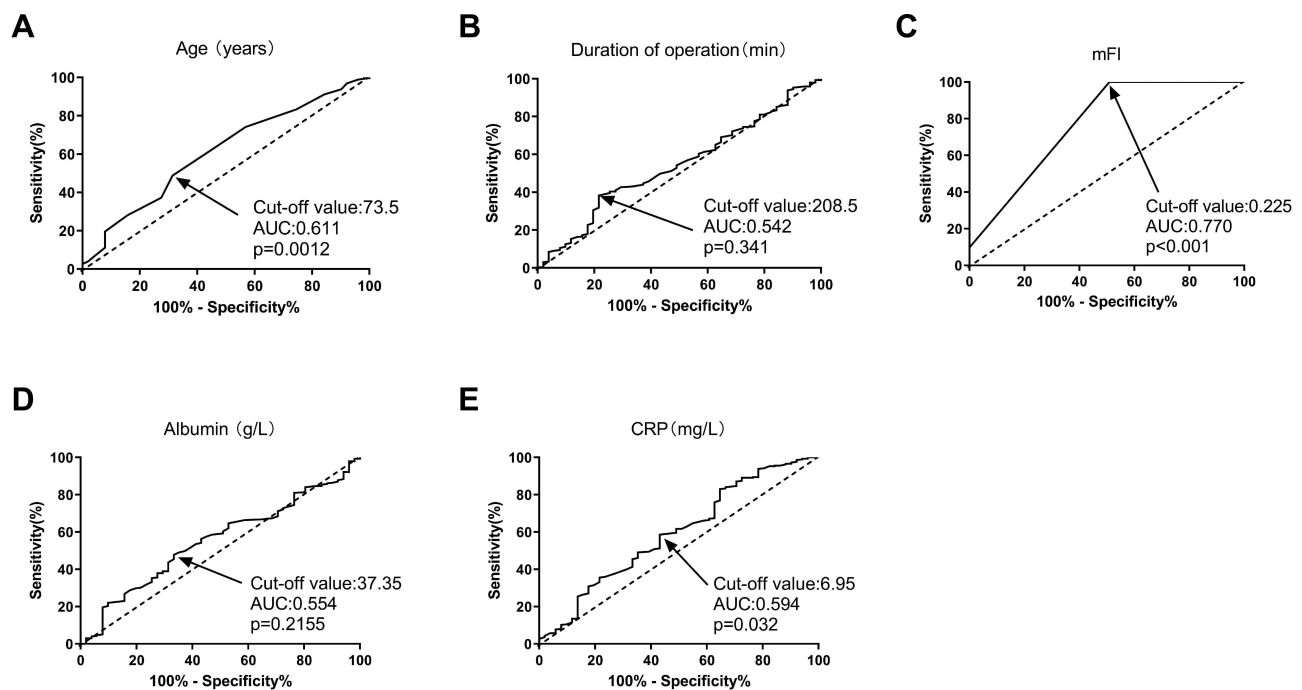 A
Age（years）
100
80
60
40
20
0
Sensitivity(%)
Cut-off value:73.5
AUC:0.611
p=0.0012
0 20 40 60 80 100
100% - Specificity%
B
Duration of operation（min）
100
80
60
40
20
0
Sensitivity(%)
Cut-off value:208.5
AUC:0.542
p=0.341
0 20 40 60 80 100
100% - Specificity%
C
mFI
100
80
60
40
20
0
Sensitivity(%)
Cut-off value:0.225
AUC:0.770
p<0.001
0 20 40 60 80 100
100% - Specificity%
D
Albumin（g/L）
100
80
60
40
20
0
Sensitivity(%)
Cut-off value:37.35
AUC:0.554
p=0.2155
0 20 40 60 80 100
100% - Specificity%
E
CRP（mg/L）
100
80
60
40
20
0
Sensitivity(%)
Cut-off value:6.95
AUC:0.594
p=0.032
0 20 40 60 80 100
100% - Specificity%